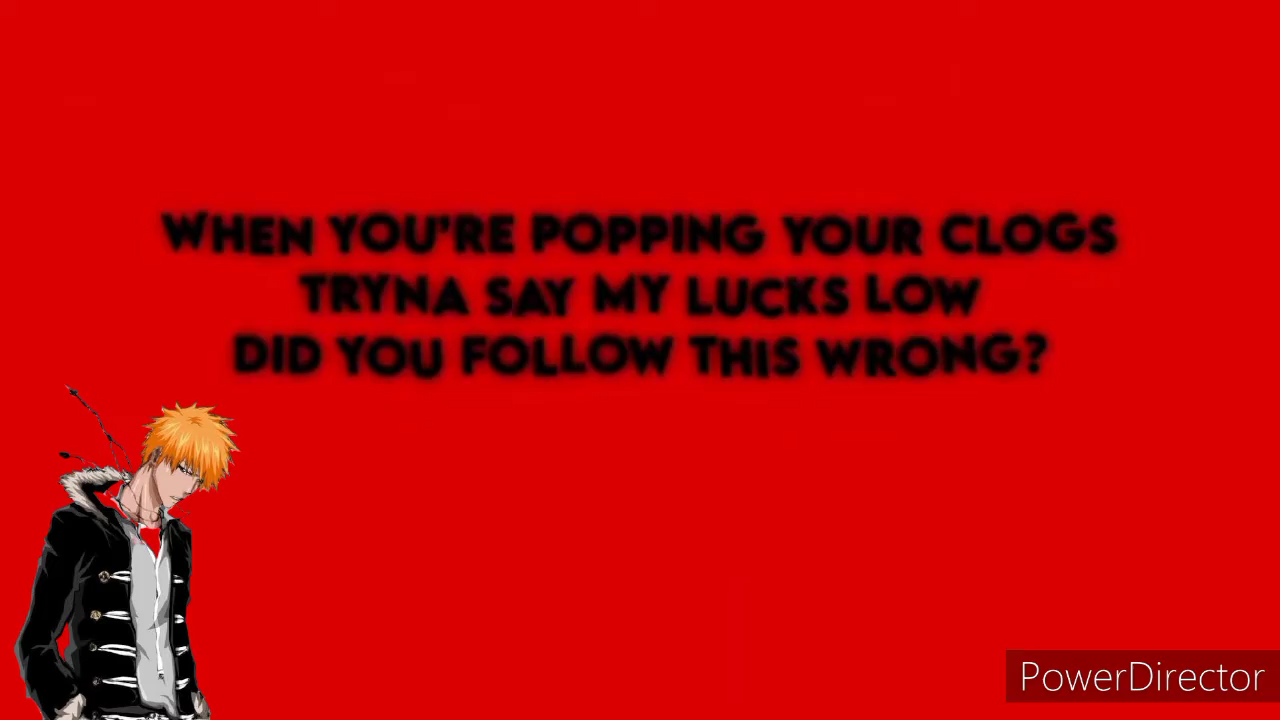 WHEN YOU'RE POPPING YOUR CLOGS
TRYNA SAY MY LUCKS LOW
DID YOU FOLLOW THIS WRONG?
PowerDirector